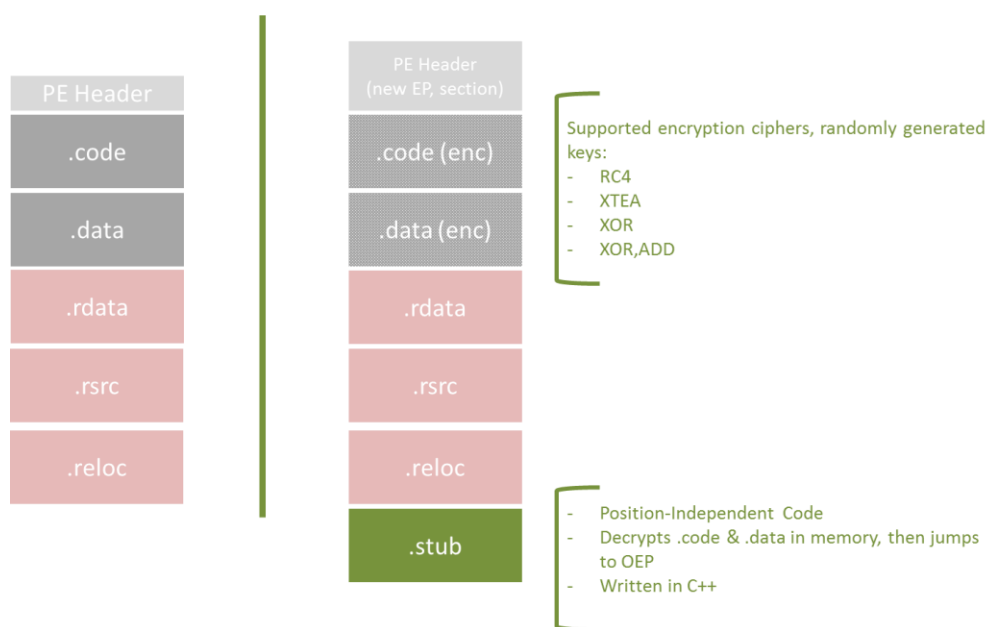 PE Header
.code
.data
.rdata
.rsrc
.reloc
PE Header
(new EP, section)
.code (enc)
.data (enc)
.rdata
.rsrc
.reloc
.stub
Supported encryption ciphers, randomly generated
keys:
- RC4
- XTEA
- XOR
- XOR,ADD
- Position-Independent Code
- Decrypts .code & .data in memory, then jumps
to OEP
- Written in C++